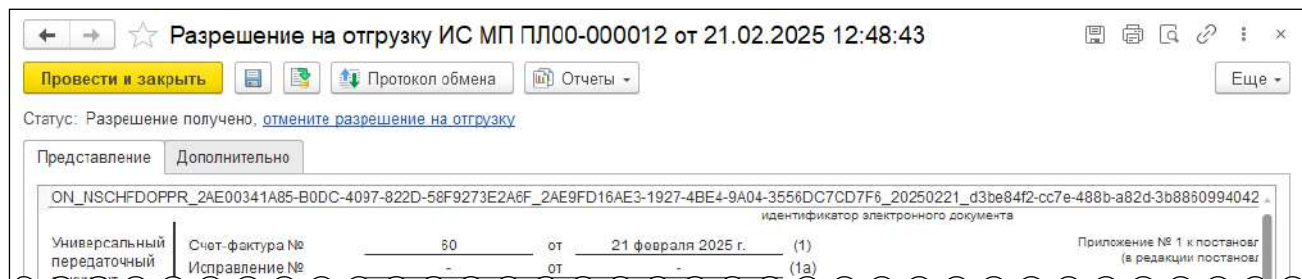 Разрешение на отгрузку ИС МП ПЛ00-000012 от 21.02.2025 12:48:43
Провести и закрыть Протокол обмена Отчеты Еще
Статус: Разрешение получено, отмените разрешение на отгрузку
Представление Дополнительно
ON_NSCHFDOPPR_2AE00341A85-B0DC-4097-822D-58F9273E2A6F_2AE9FD16AE3-1927-4BE4-9A04-3556DC7CD7F6_20250221_d3be84f2-cc7e-488b-a82d-3b8860994042
идентификатор электронного документа
Универсальный Счет-фактура № 60 от 21 февраля 2025 г. (1) Приложение № 1 к постановл
передаточный Исправление № - от - (1а) (в редакции постановл